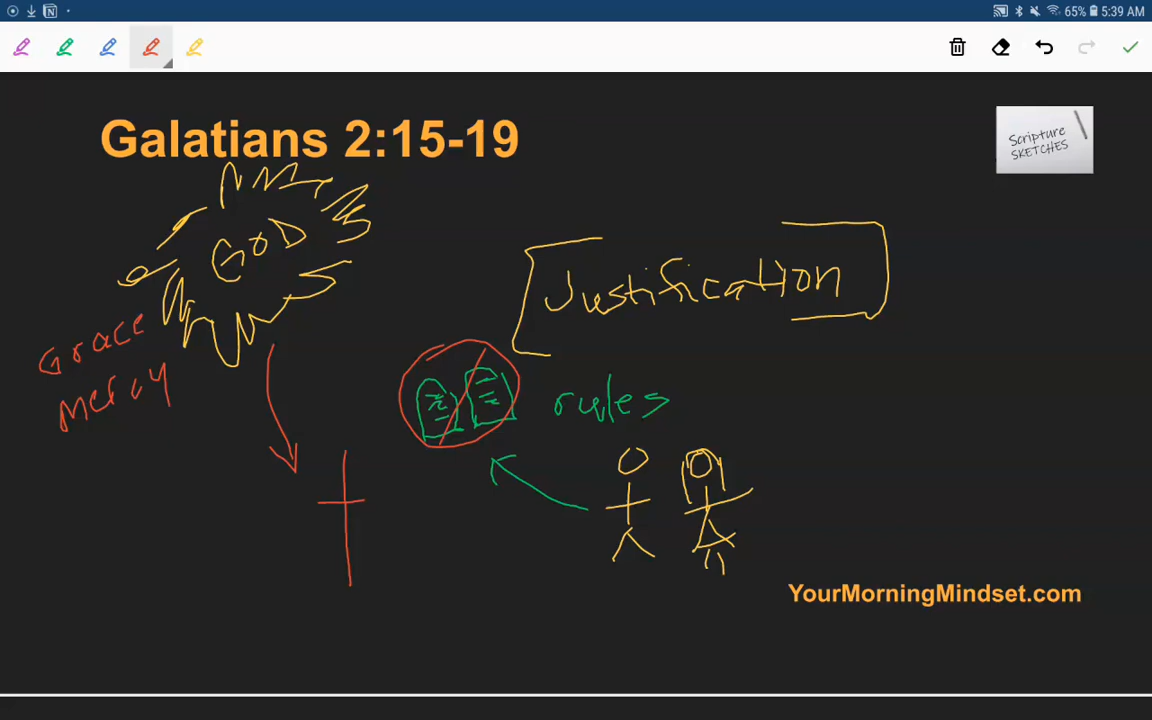 65% 5:39 AM
Galatians 2:15-19
Scripture
SKETCHES
GOD
Justification
Grace
Mercy
rules
YourMorningMindset.com